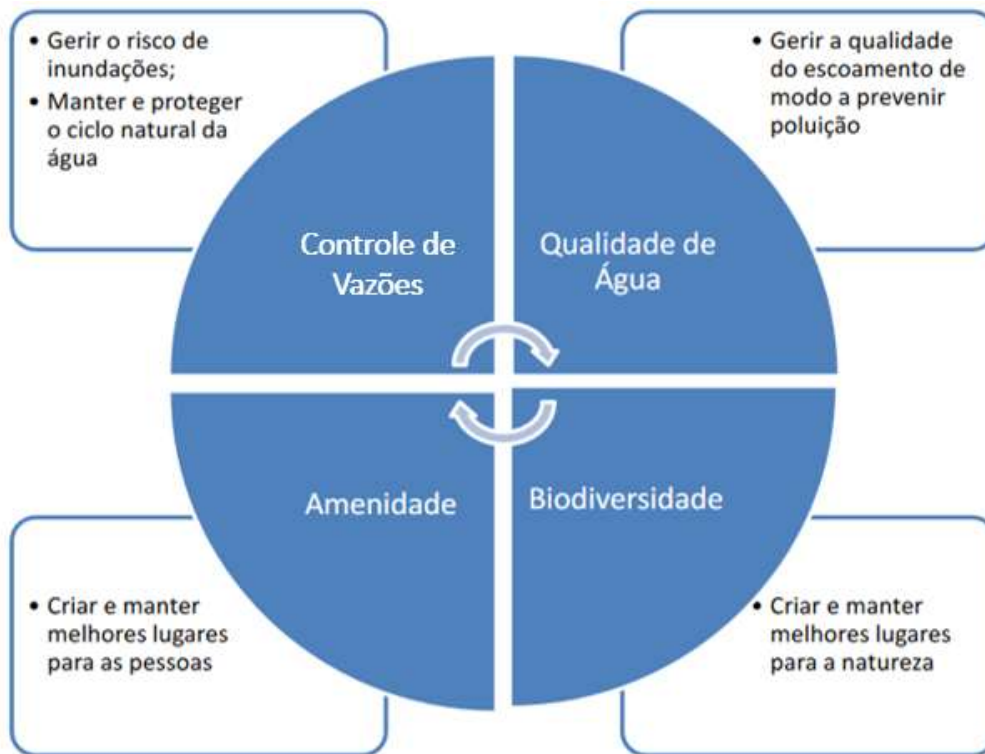 • Gerir o risco de
inundações;
• Manter e proteger
o ciclo natural da
água
• Gerir a qualidade
do escoamento de
modo a prevenir
poluição
Controle de
Vazões
Qualidade de
Água
Amenidade
Biodiversidade
• Criar e manter
melhores lugares
para as pessoas
• Criar e manter
melhores lugares
para a natureza